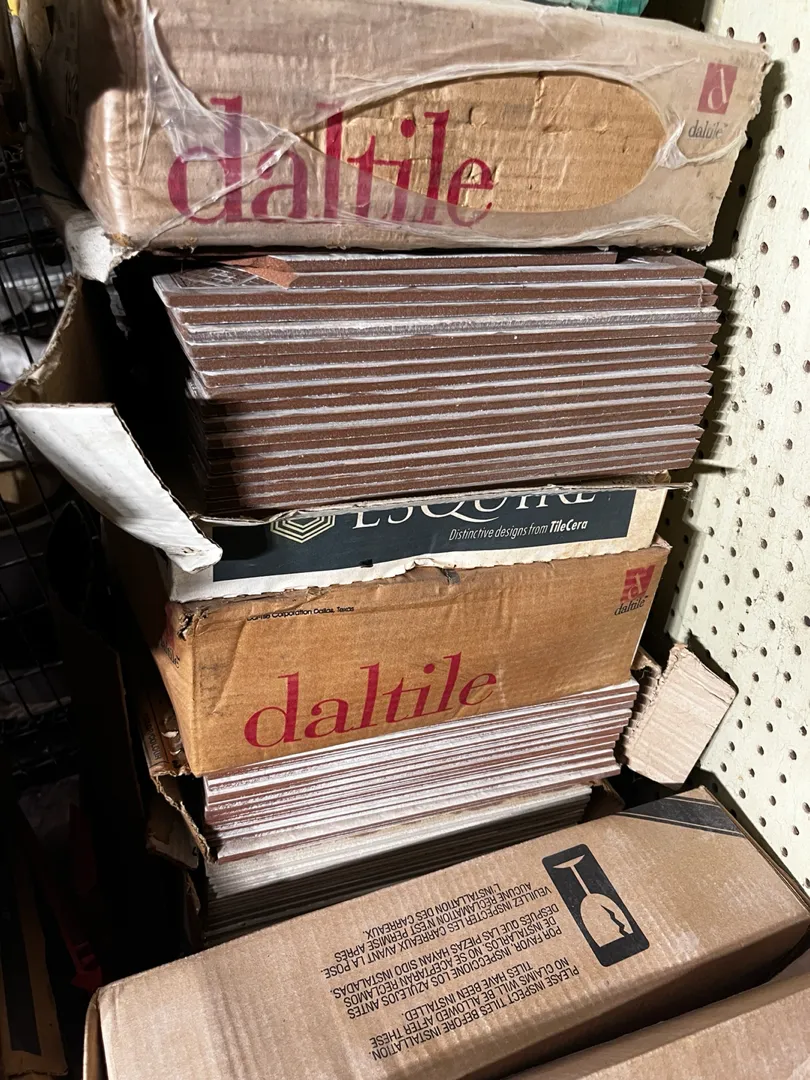 daltile
daltile
ESQUIRE
Distinctive designs from TileCera
Daltile Corporation Dallas, Texas
daltile
daltile
PLEASE INSPECT TILES BEFORE INSTALLATION.
NO CLAIMS WILL BE ALLOWED AFTER THESE
TILES HAVE BEEN INSTALLED.
POR FAVOR, INSPECCIONE LOS AZULEJOS ANTES
DE INSTALARLOS. NO SE ACEPTARAN RECLAMOS
DESPUÉS QUE LAS PIEZAS HAYAN SIDO INSTALADAS.
VEUILLEZ INSPECTER LES CARREAUX AVANT LA POSE.
AUCUNE RÉCLAMATION N'EST PERMISE APRÈS
L'INSTALLATION DES CARREAUX.